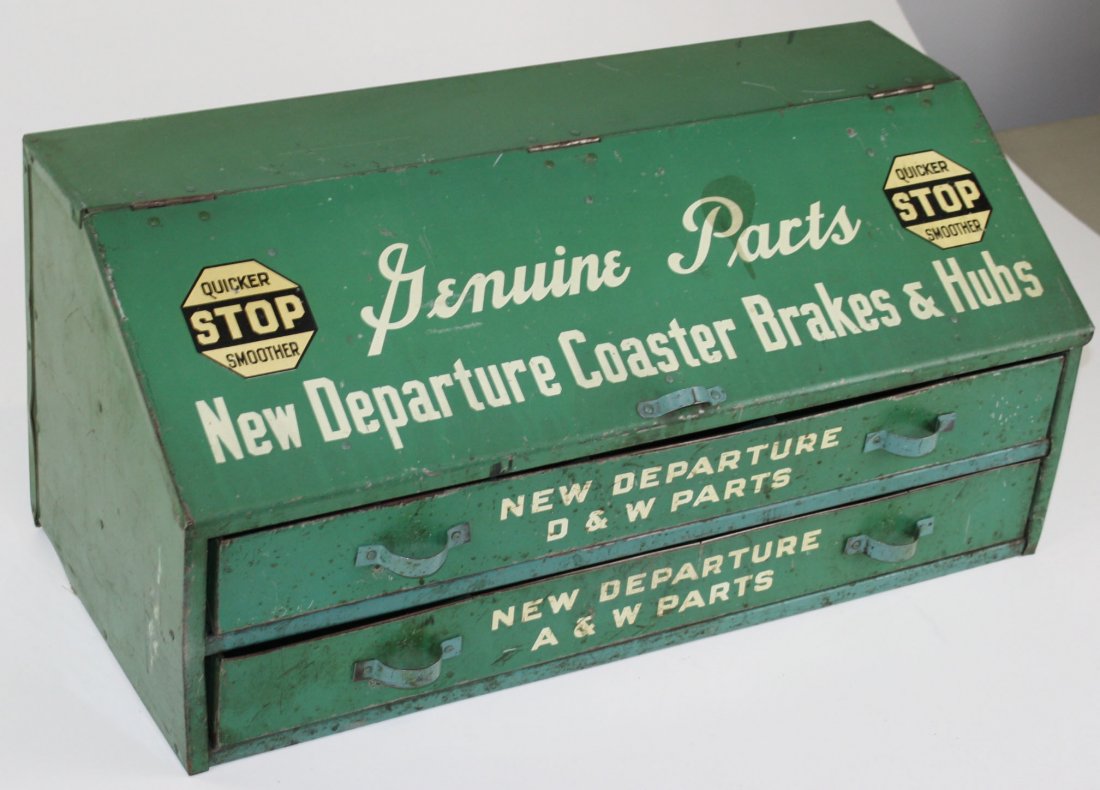 QUICKER
STOP
SMOOTHER
Genuine Parts
QUICKER
STOP
SMOOTHER
New Departure Coaster Brakes & Hubs
NEW DEPARTURE
D & W PARTS
NEW DEPARTURE
A & W PARTS